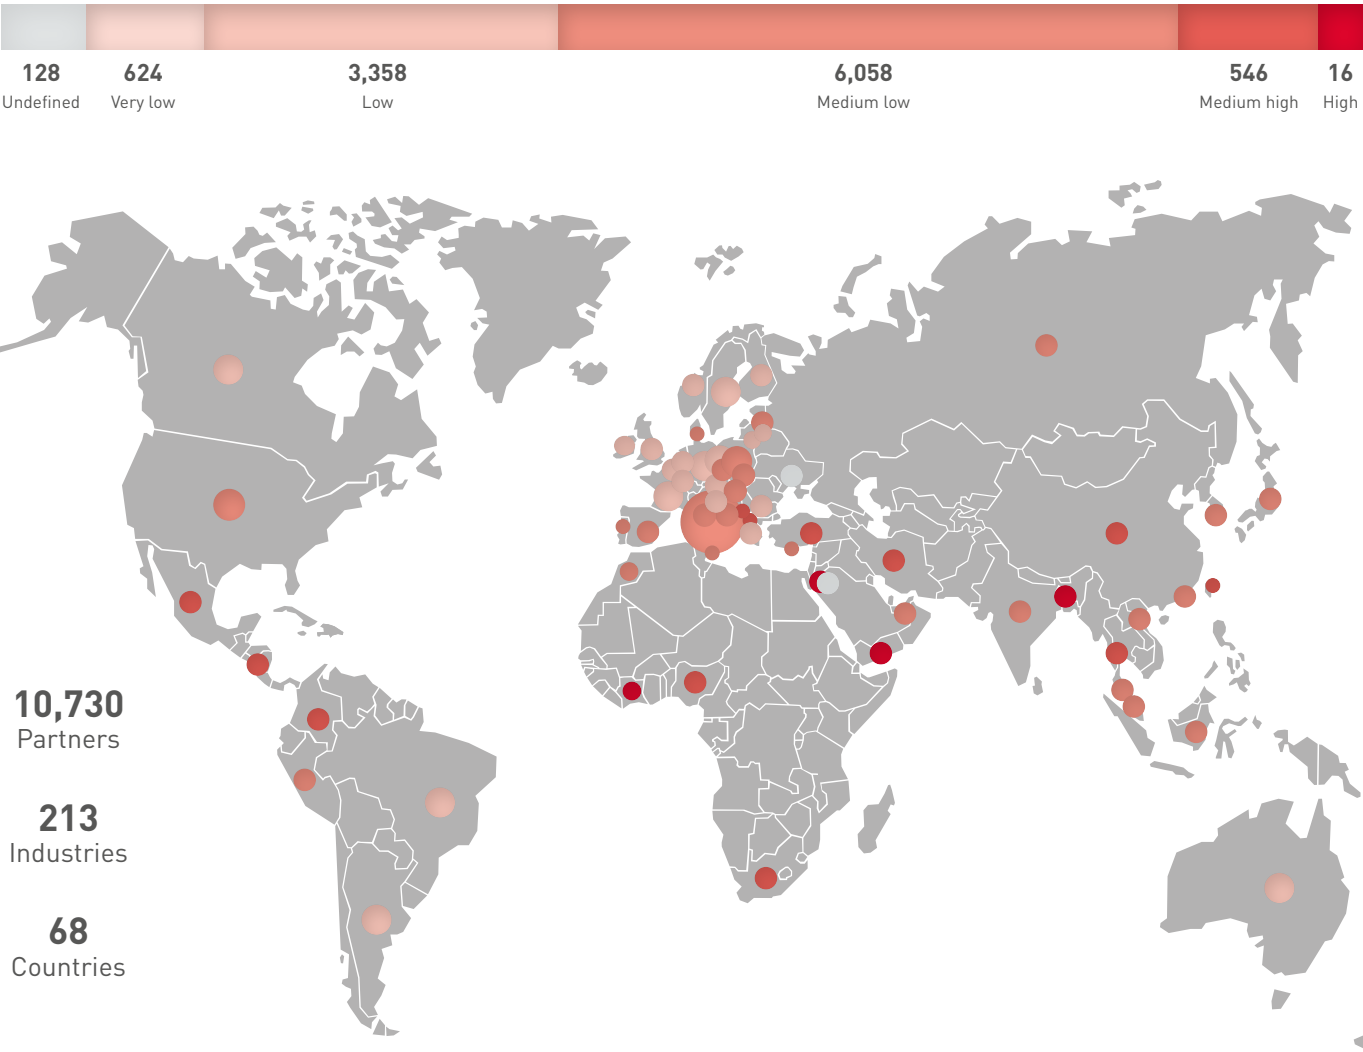 128 624 3,358 6,058 546 16
Undefined Very low Low Medium low Medium high High
10,730
Partners
213
Industries
68
Countries